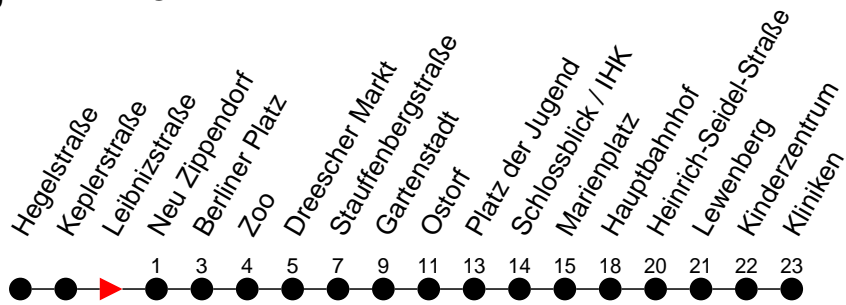 Hegelstraße
Keplerstraße
Leibnizstraße
Neu Zippendorf
Berliner Platz
Zoo
Dreescher Markt
Stauffenbergstraße
Gartenstadt
Ostorf
Platz der Jugend
Schlossblick / IHK
Marienplatz
Hauptbahnhof
Heinrich-Seidel-Straße
Lewenberg
Kinderzentrum
Kliniken
1 3 4 5 7 9 11 13 14 15 18 20 21 22 23